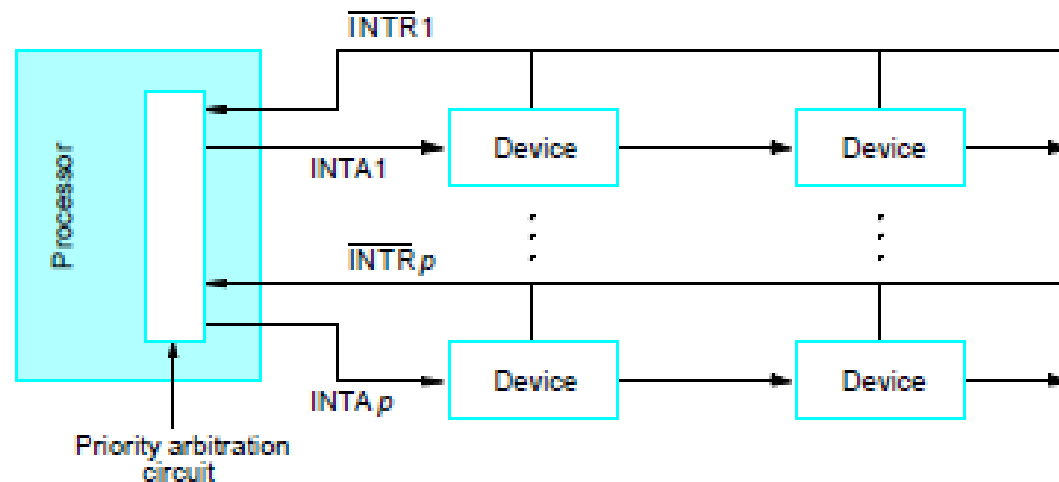 INTR1
Device
Device
INTA1
Processor
INTRp
Device
Device
INTAp
Priority arbitration
circuit